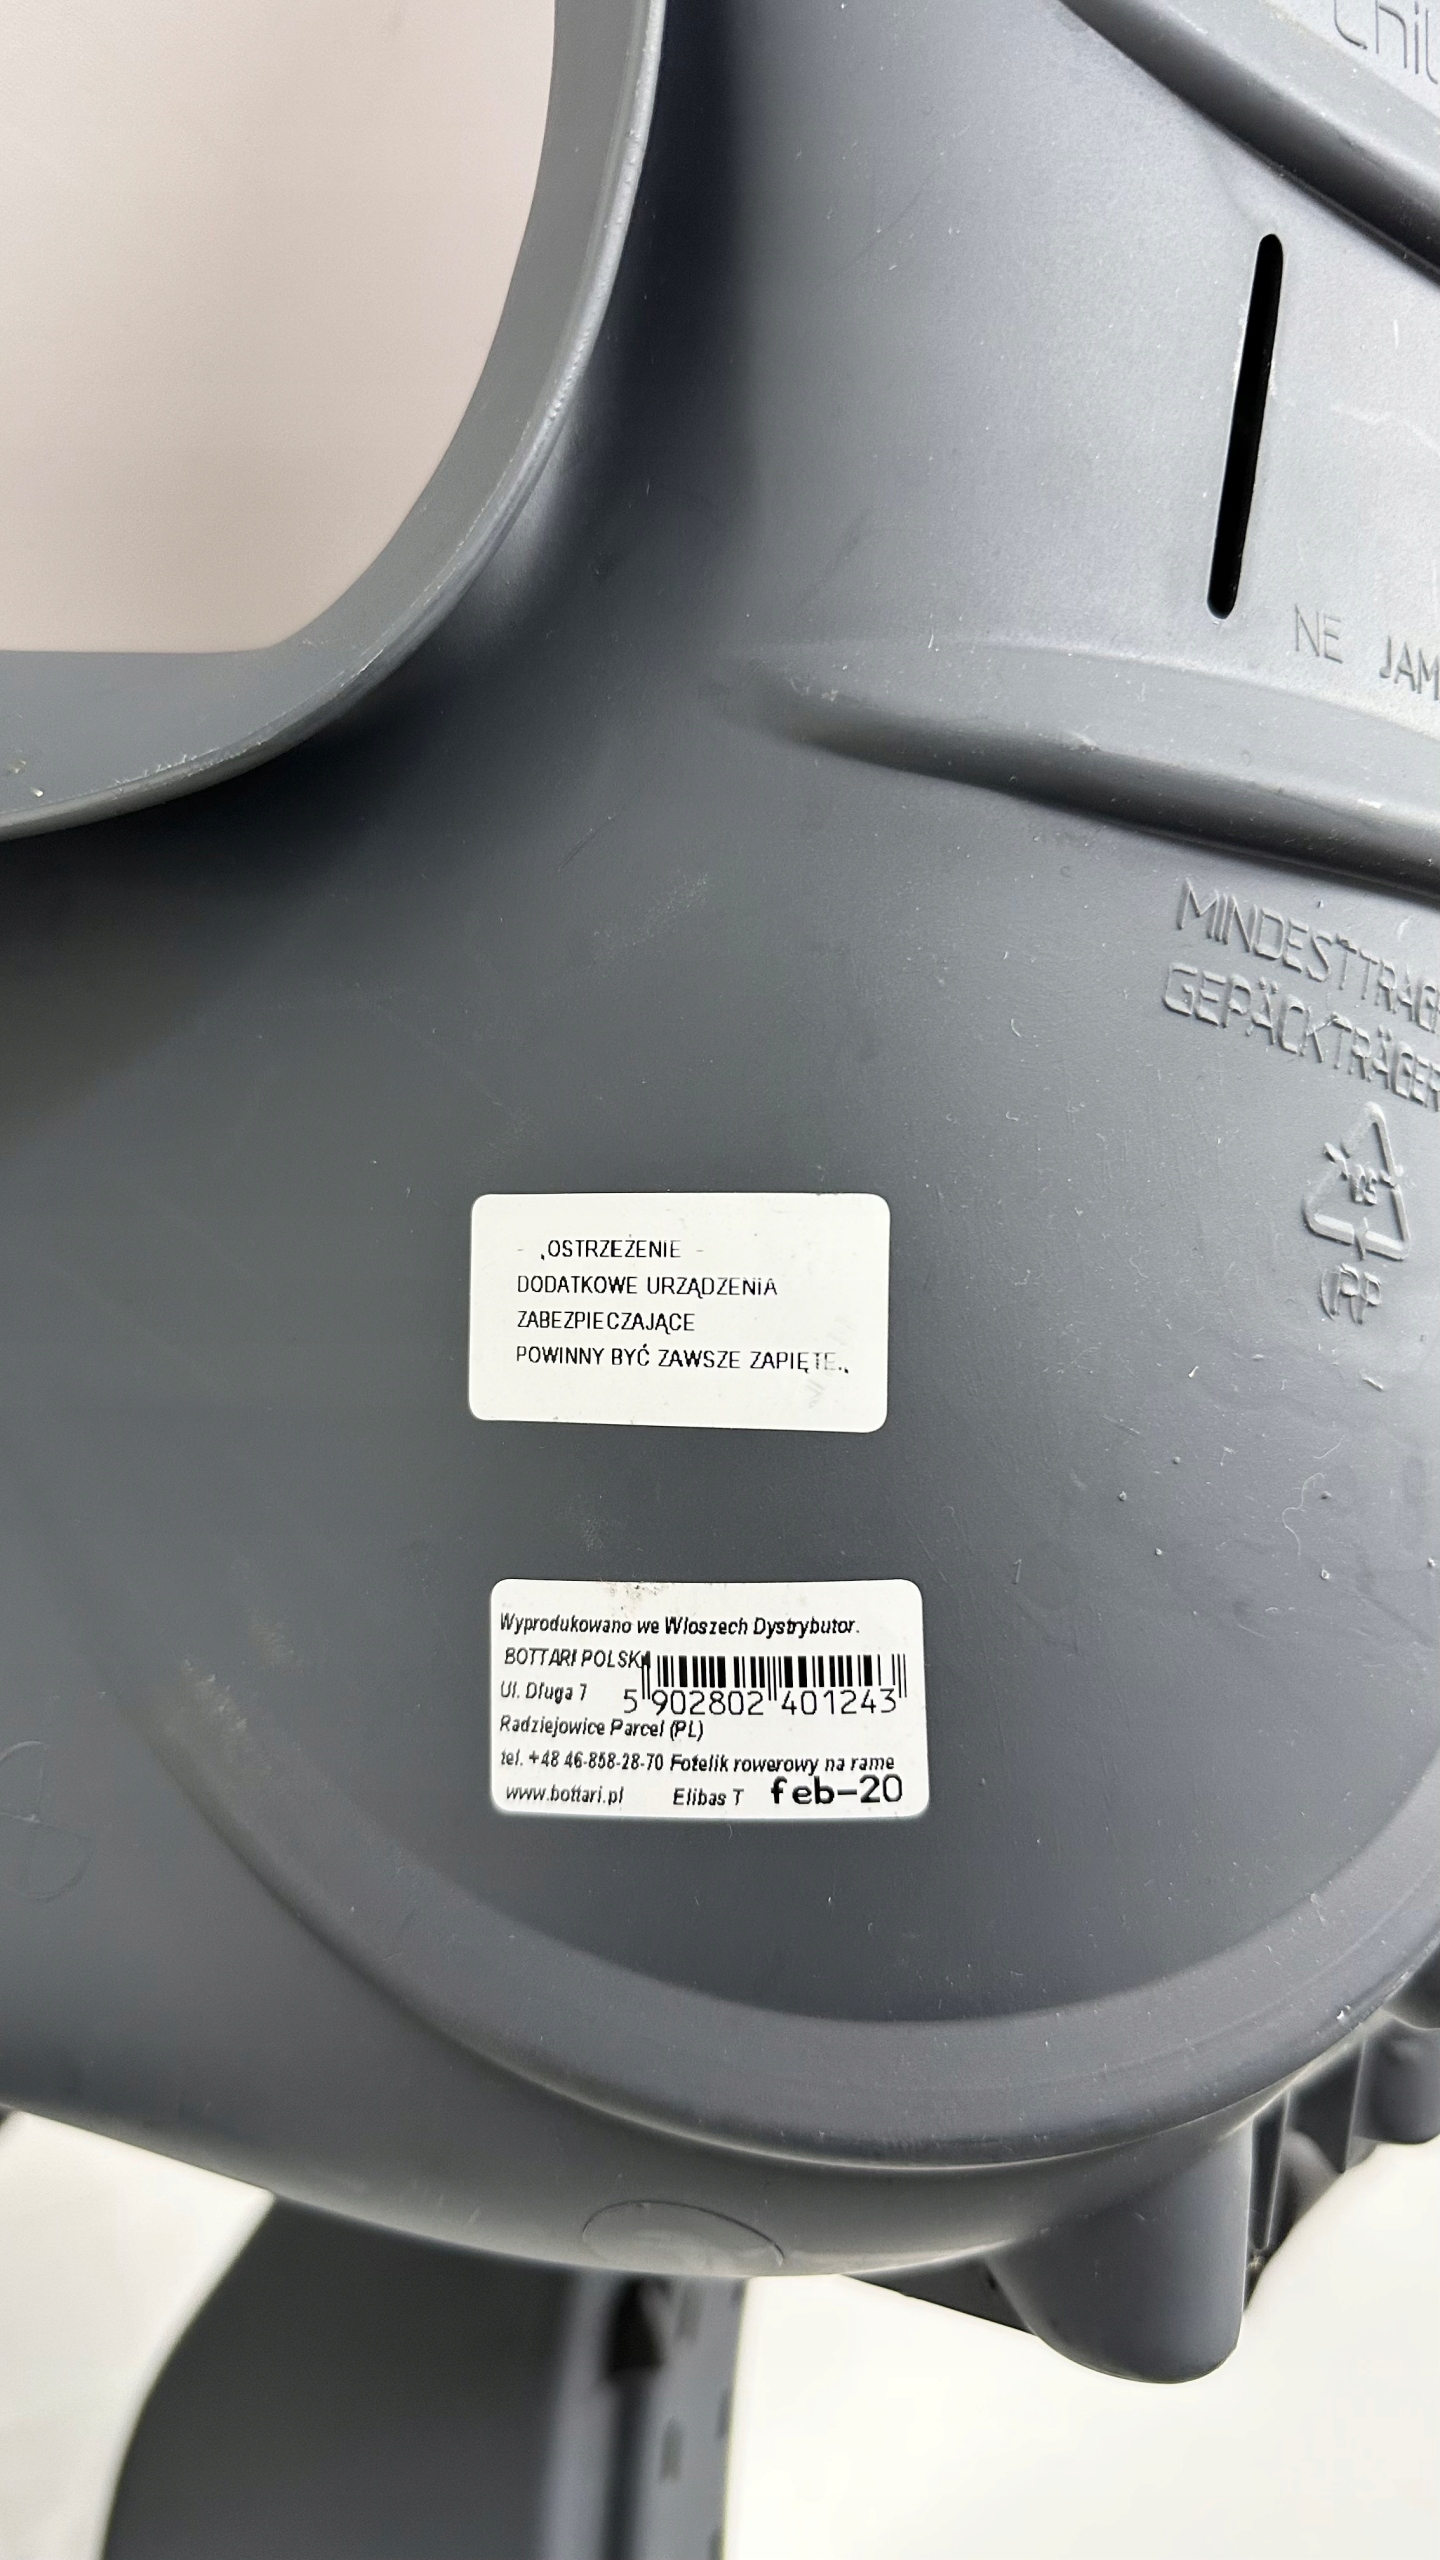 NE JAM
MINDESTTRAG
GEPÄCKTRÄGER
05
PP
- „OSTRZEŻENIE -
DODATKOWE URZĄDZENIA
ZABEZPIECZAJĄCE
POWINNY BYĆ ZAWSZE ZAPIĘTE.„
Wyprodukowano we Włoszech Dystrybutor.
BOTTARI POLSKA
Ul. Długa 7
5 902802 401243
Radziejowice Parcel (PL)
tel. +48 46-858-28-70 Fotelik rowerowy na rame
www.bottari.pl Elibas T feb-20